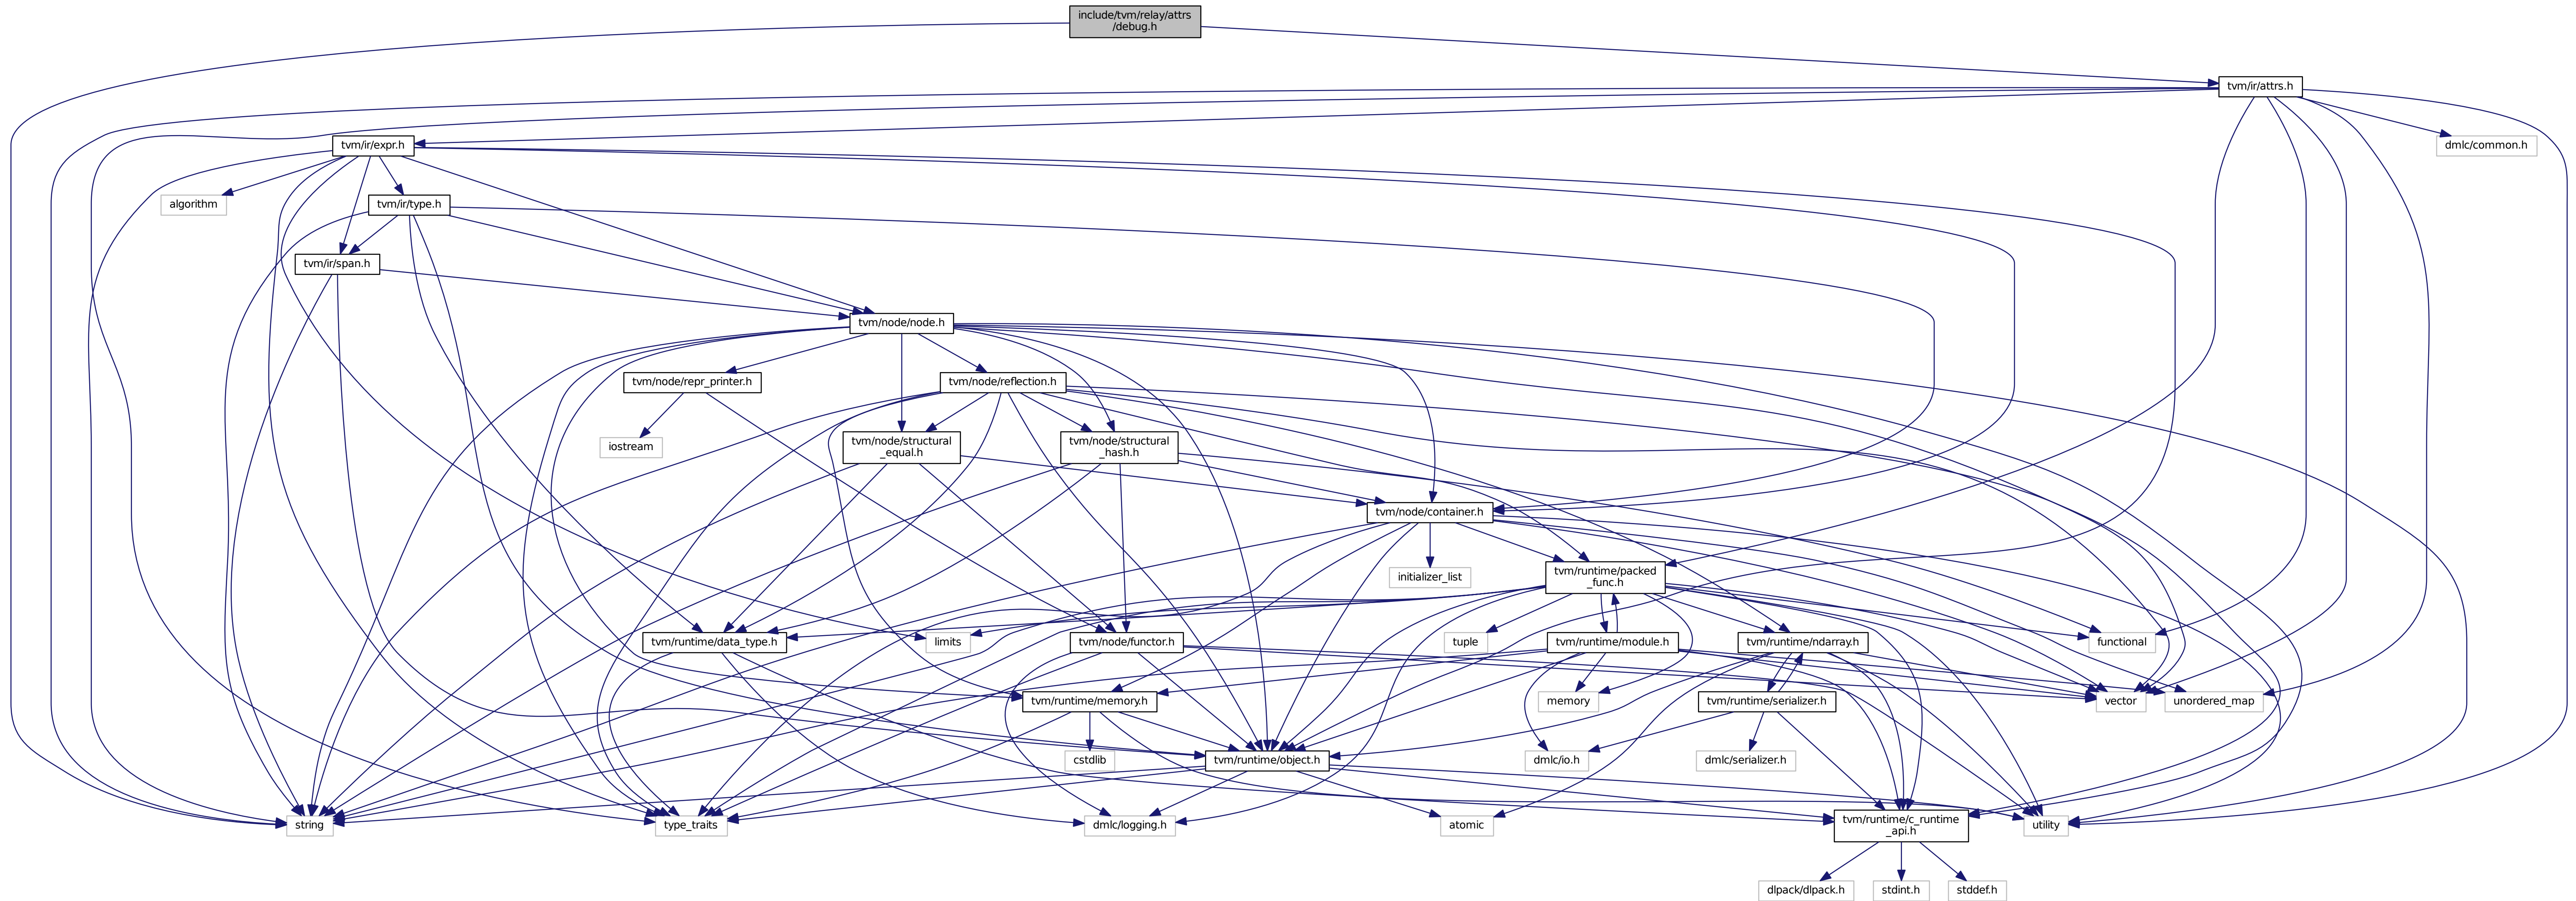 include/tvm/relay/attrs
/debug.h
tvm/ir/attrs.h
tvm/ir/expr.h
dmlc/common.h
algorithm
tvm/ir/type.h
tvm/ir/span.h
tvm/node/node.h
tvm/node/repr_printer.h
tvm/node/reflection.h
iostream
tvm/node/structural
_equal.h
tvm/node/structural
_hash.h
tvm/node/container.h
initializer_list
tvm/runtime/packed
_func.h
tvm/runtime/data_type.h
limits
tvm/node/functor.h
tuple
tvm/runtime/module.h
tvm/runtime/ndarray.h
functional
tvm/runtime/memory.h
memory
tvm/runtime/serializer.h
vector
unordered_map
cstdlib
tvm/runtime/object.h
dmlc/io.h
dmlc/serializer.h
string
type_traits
dmlc/logging.h
atomic
tvm/runtime/c_runtime
_api.h
utility
dlpack/dlpack.h
stdint.h
stddef.h